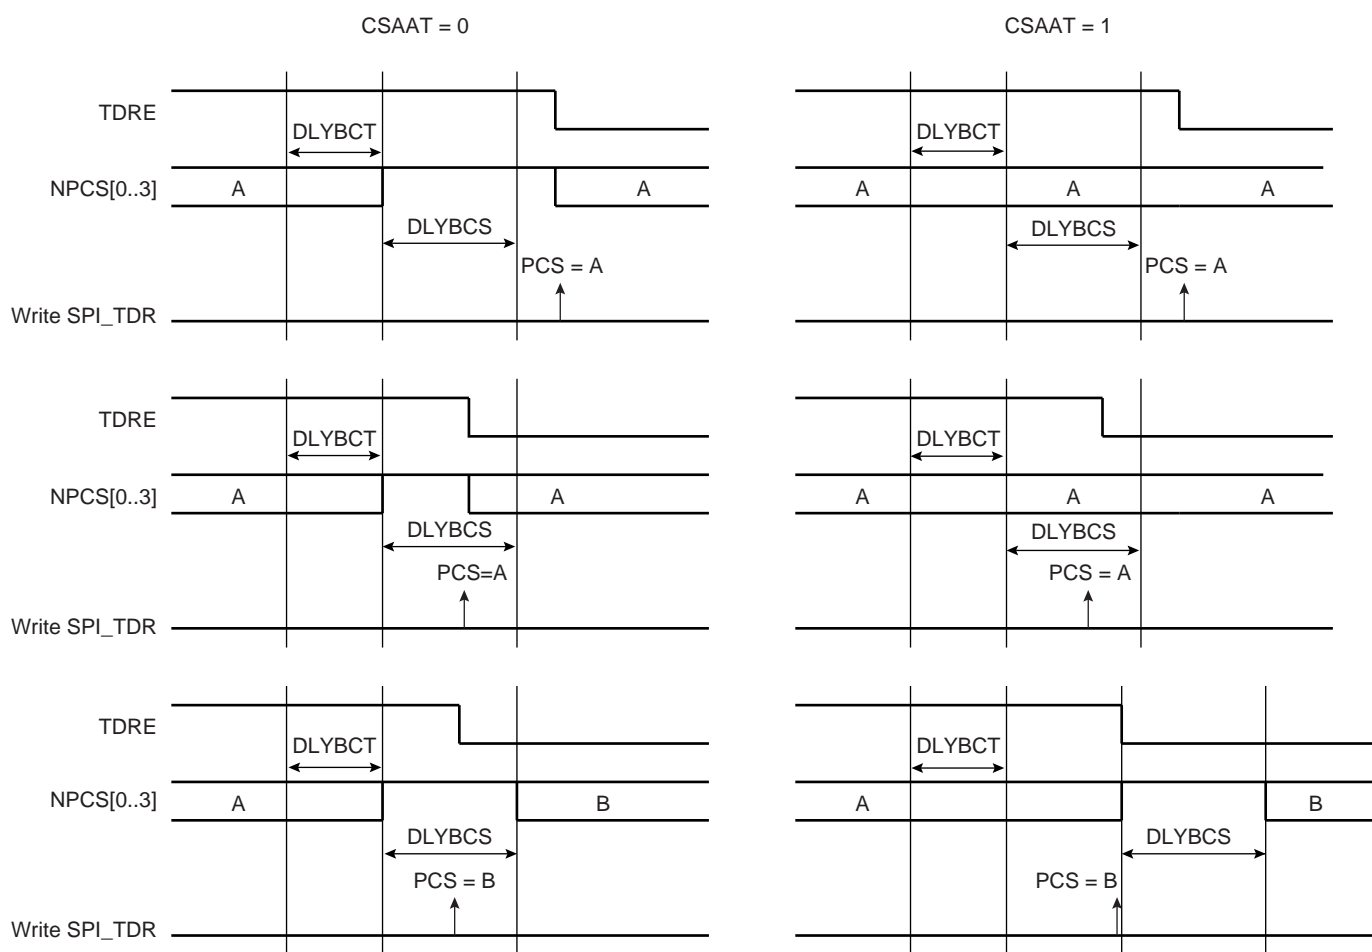 CSAAT = 0
CSAAT = 1
TDRE
DLYBCT
DLYBCT
NPCS[0..3]
A
A
A
A
A
DLYBCS
DLYBCS
PCS = A
PCS = A
Write SPI_TDR
TDRE
DLYBCT
DLYBCT
NPCS[0..3]
A
A
A
A
A
DLYBCS
DLYBCS
PCS=A
PCS = A
Write SPI_TDR
TDRE
DLYBCT
DLYBCT
NPCS[0..3]
A
B
A
B
DLYBCS
DLYBCS
PCS = B
PCS = B
Write SPI_TDR